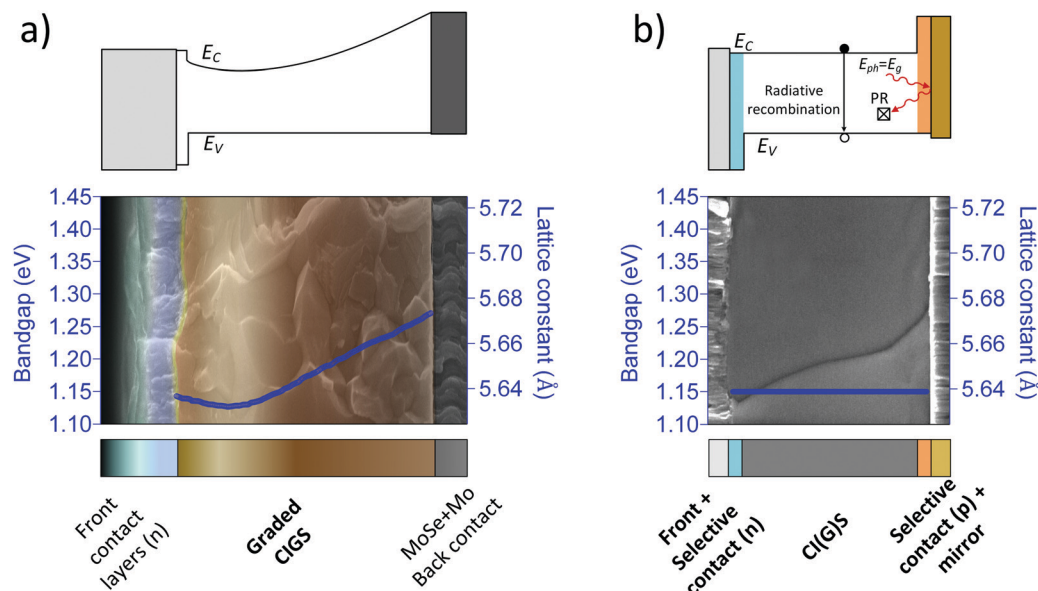 a)
E_C
E_V
1.45
1.40
1.35
1.30
1.25
1.20
1.15
1.10
Bandgap (eV)
5.72
5.70
5.68
5.66
5.64
Lattice constant (Å)
Front
contact
layers (n)
Graded
CIGS
MoSe+Mo
Back contact
b)
E_C
E_ph=E_g
Radiative
recombination
PR
E_V
1.45
1.40
1.35
1.30
1.25
1.20
1.15
1.10
Bandgap (eV)
5.72
5.70
5.68
5.66
5.64
Lattice constant (Å)
Front +
Selective
contact (n)
CI(G)S
Selective
contact (p) +
mirror